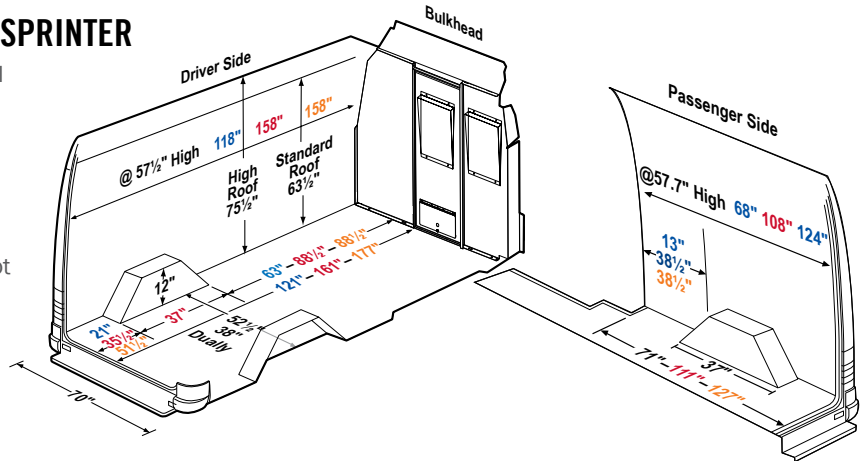 SPRINTER
Bulkhead
Driver Side
@ 57½" High 118" 158" 158"
High
Roof
75½"
Standard
Roof
63½"
12"
63" – 88½" – 88½"
121" – 161" – 177"
21"
35½"
51½"
37"
52½"
38"
Dually
70"
Passenger Side
@57.7" High 68" 108" 124"
13"
38½"
38½"
37"
71" – 111" – 127"